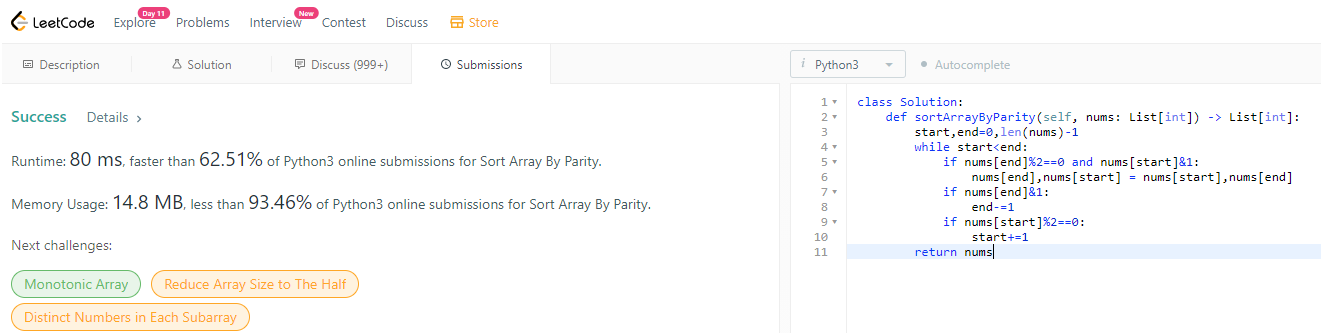 LeetCode Explore Day 11 Problems Interview New Contest Discuss Store
Description Solution Discuss (999+) Submissions
Success Details >
Runtime: 80 ms, faster than 62.51% of Python3 online submissions for Sort Array By Parity.
Memory Usage: 14.8 MB, less than 93.46% of Python3 online submissions for Sort Array By Parity.
Next challenges:
Monotonic Array Reduce Array Size to The Half
Distinct Numbers in Each Subarray
i Python3 Autocomplete
1 class Solution:
2     def sortArrayByParity(self, nums: List[int]) -> List[int]:
3         start,end=0,len(nums)-1
4         while start<end:
5             if nums[end]%2==0 and nums[start]&1:
6                 nums[end],nums[start] = nums[start],nums[end]
7             if nums[end]&1:
8                 end-=1
9             if nums[start]%2==0:
10                 start+=1
11         return nums